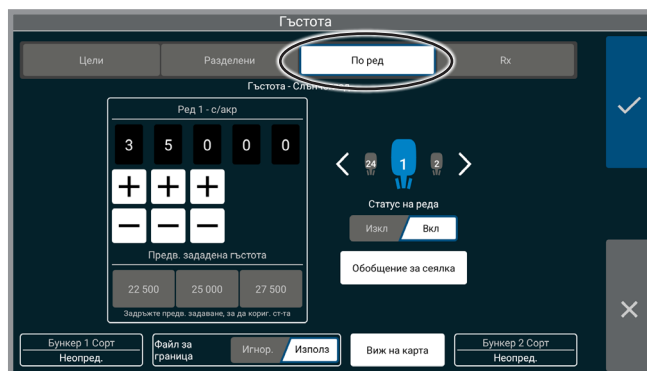 Гъстота
Цели Разделени По ред Rx
Гъстота -
Ред 1 - с/акр
3 5 0 0 0
24 1 2
Статус на реда
Изкл Вкл
Предв. зададена гъстота
Обобщение за сеялка
22 500 25 000 27 500
Задръжте предв. задаване, за да кориг. ст-та
Бункер 1 Сорт
Неопред.
Файл за
граница
Игнор. Използ
Виж на карта
Бункер 2 Сорт
Неопред.